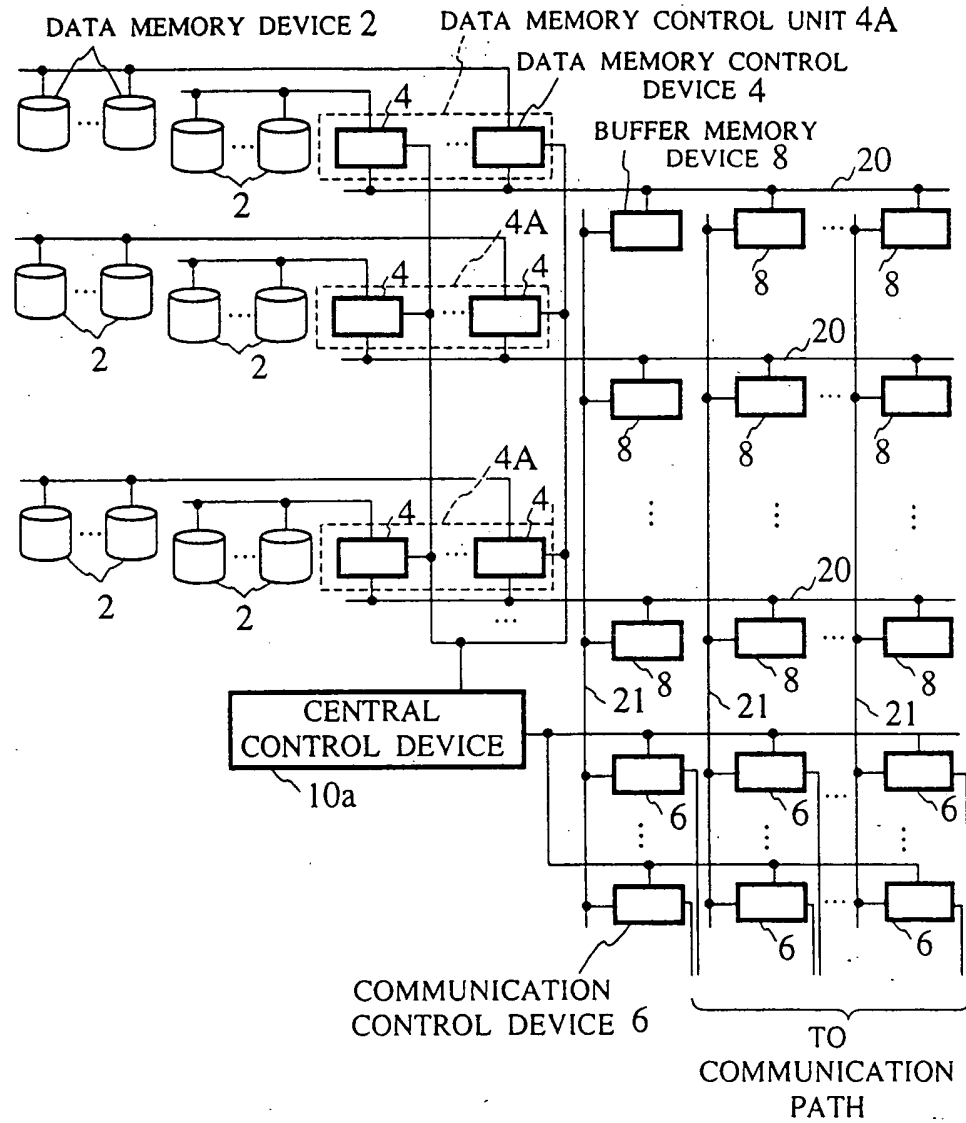 DATA MEMORY DEVICE 2
DATA MEMORY CONTROL UNIT 4A
DATA MEMORY CONTROL
DEVICE 4
BUFFER MEMORY
DEVICE 8
4
20
2
8
8
4A
4
4
20
2
2
8
8
8
4A
4
4
20
2
2
8
8
8
21
21
21
CENTRAL
CONTROL DEVICE
10a
6
6
6
6
6
COMMUNICATION
CONTROL DEVICE 6
TO
COMMUNICATION
PATH